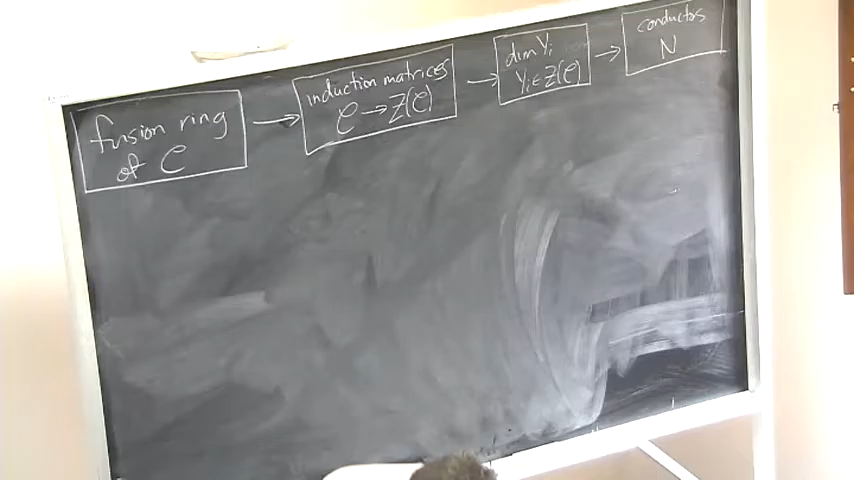 fusion ring
of C
→
induction matrices
C → Z(C)
→
dim Yi
Yi ∈ Z(C)
→
conductors
N